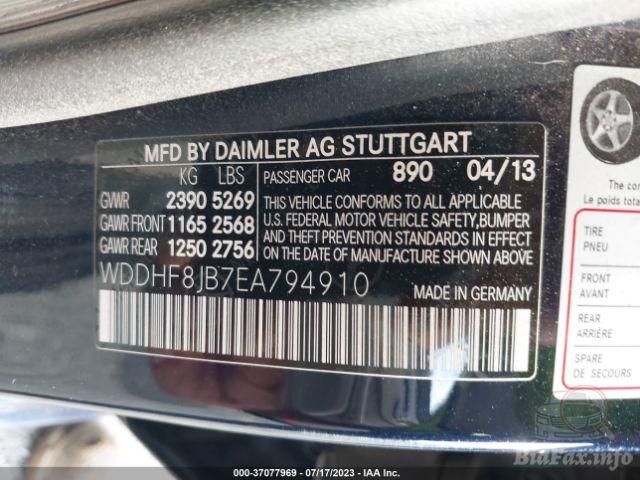 MFD BY DAIMLER AG STUTTGART
KG LBS
GVWR 2390 5269
GAWR FRONT 1165 2568
GAWR REAR 1250 2756
PASSENGER CAR 890 04/13
THIS VEHICLE CONFORMS TO ALL APPLICABLE
U.S. FEDERAL MOTOR VEHICLE SAFETY, BUMPER
AND THEFT PREVENTION STANDARDS IN EFFECT
ON THE DATE OF MANUFACTURE SHOWN ABOVE
WDDHF8JB7EA794910 MADE IN GERMANY
TIRE
PNEU
FRONT
AVANT
REAR
ARRIÈRE
SPARE
DE SECOURS
BidFax.info
Copart: 000 - 37077969 | 07/17/2023 | IAA Inc.